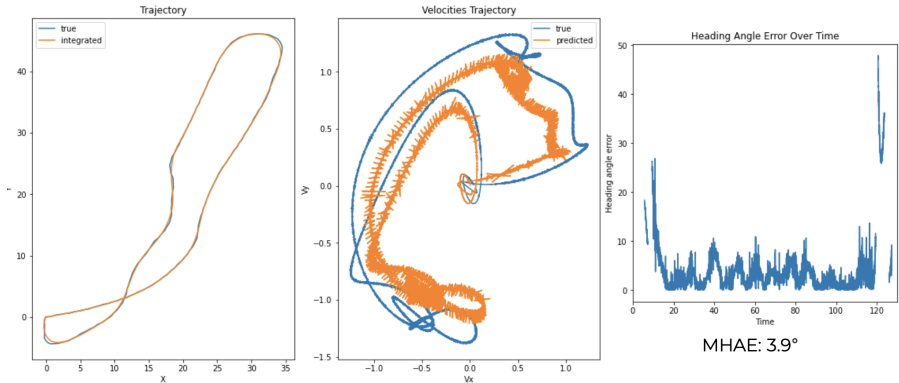 Trajectory
true
integrated
40
30
20
10
0
0
5
10
15
20
25
30
35
X
Velocities Trajectory
true
predicted
1.0
0.5
0.0
−0.5
−1.0
−1.5
Vy
−1.0
−0.5
0.0
0.5
1.0
Vx
Heading Angle Error Over Time
50
40
30
20
10
0
Heading angle error
0
20
40
60
80
100
120
Time
MHAE: 3.9°